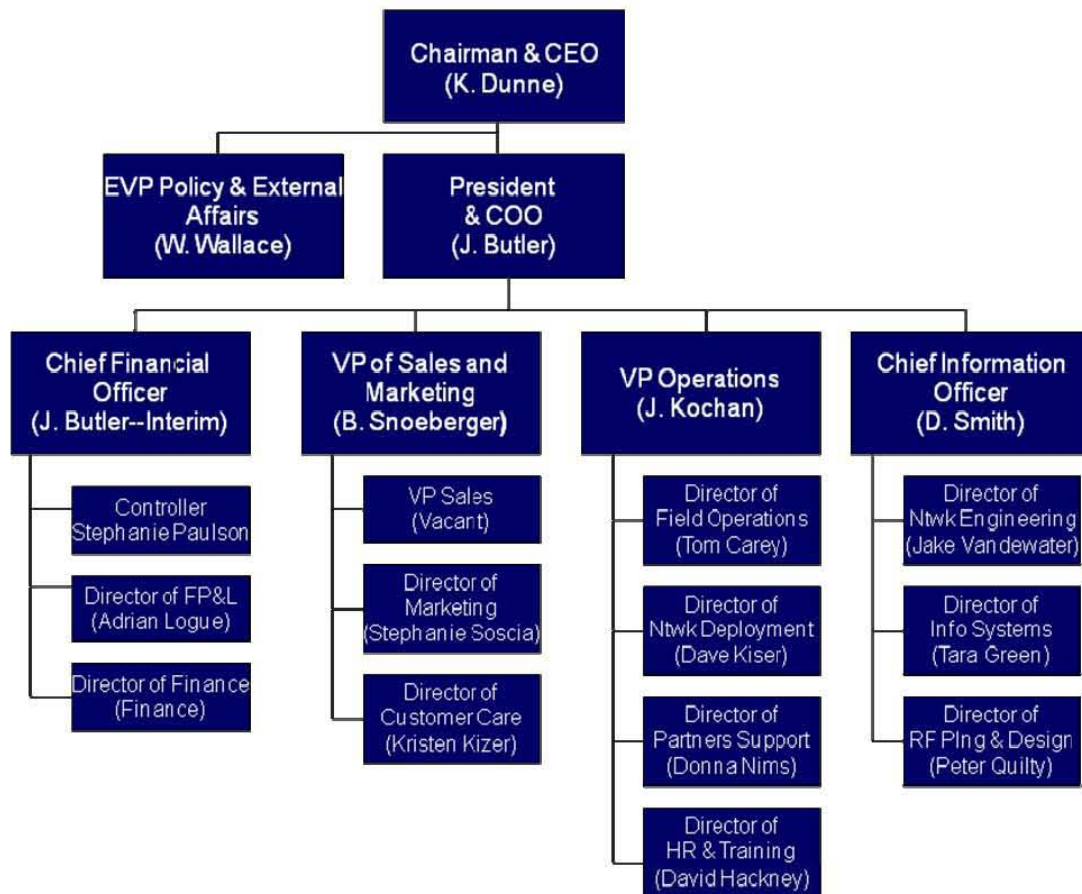 Chairman & CEO
(K. Dunne)
EVP Policy & External
Affairs
(W. Wallace)
President
& COO
(J. Butler)
Chief Financial
Officer
(J. Butler--Interim)
VP of Sales and
Marketing
(B. Snoeberger)
VP Operations
(J. Kochan)
Chief Information
Officer
(D. Smith)
Controller
Stephanie Paulson
Director of FP&L
(Adrian Logue)
Director of Finance
(Finance)
VP Sales
(Vacant)
Director of
Marketing
(Stephanie Soscia)
Director of
Customer Care
(Kristen Kizer)
Director of
Field Operations
(Tom Carey)
Director of
Ntwk Deployment
(Dave Kiser)
Director of
Partners Support
(Donna Nims)
Director of
HR & Training
(David Hackney)
Director of
Ntwk Engineering
(Jake Vandewater)
Director of
Info Systems
(Tara Green)
Director of
RF Plng & Design
(Peter Quilty)